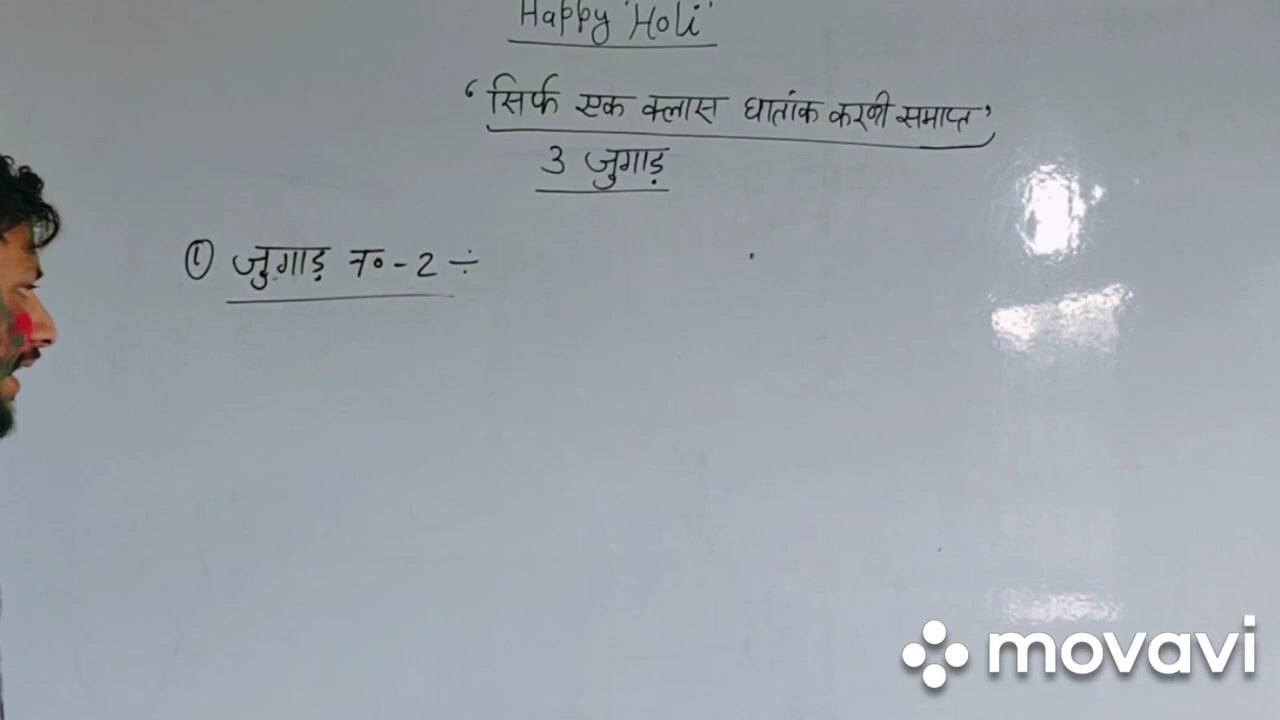 Happy 'Holi'
'सिर्फ एक क्लास घातांक करणी समाप्त'
3 जुगाड़
① जुगाड़ न०-2 ÷
movavi